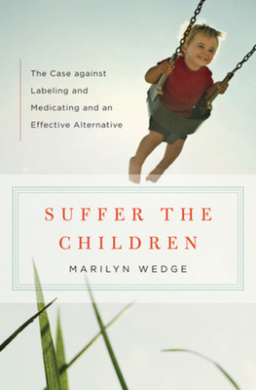 The Case against
Labeling and
Medicating and an
Effective Alternative
SUFFER THE
CHILDREN
MARILYN WEDGE